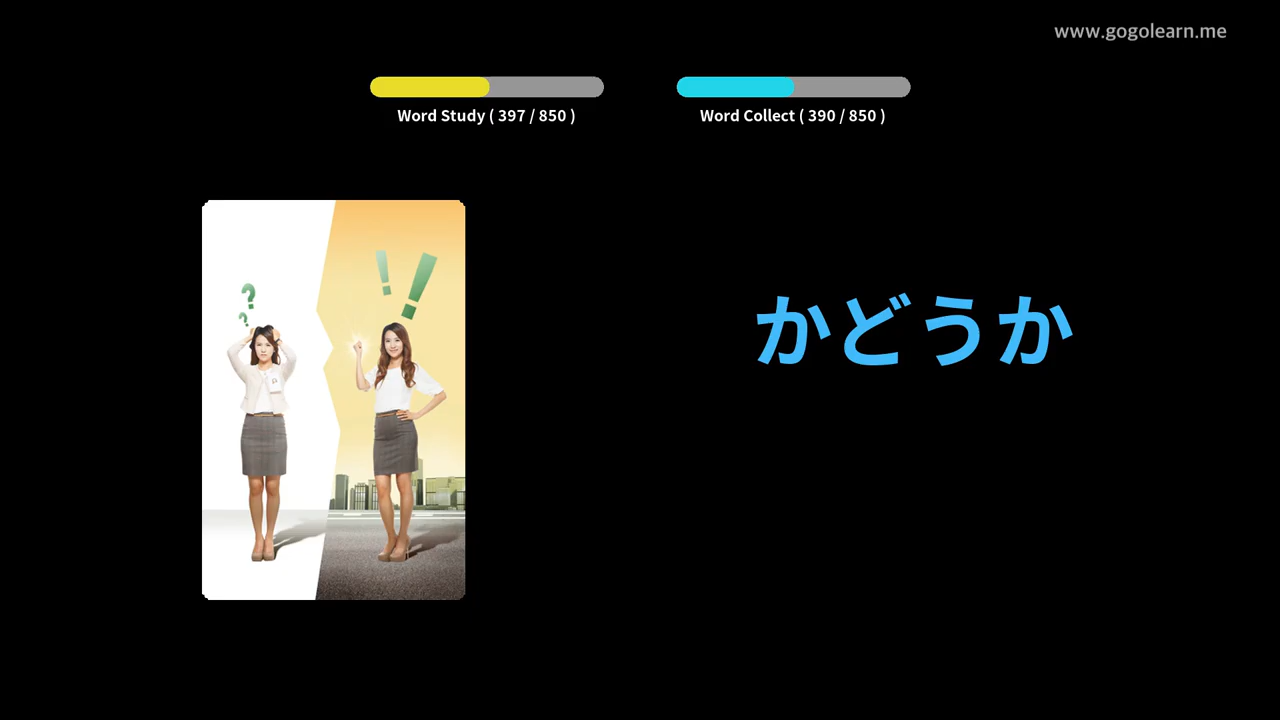 www.gogolearn.me
Word Study ( 397 / 850 )
Word Collect ( 390 / 850 )
? ?
! !
かどうか